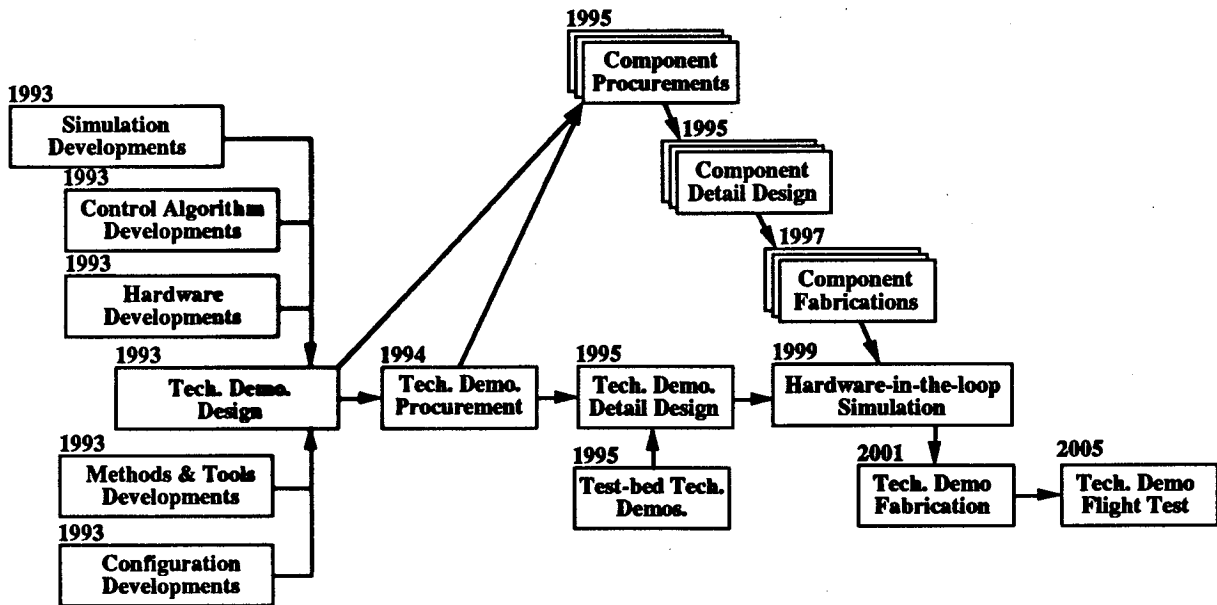 1995
Component
Procurements
1993
Simulation
Developments
1995
Component
Detail Design
1993
Control Algorithm
Developments
1997
Component
Fabrications
1993
Hardware
Developments
1993
Tech. Demo.
Design
1994
Tech. Demo.
Procurement
1995
Tech. Demo.
Detail Design
1999
Hardware-in-the-loop
Simulation
1993
Methods & Tools
Developments
1995
Test-bed Tech.
Demos.
2001
Tech. Demo
Fabrication
2005
Tech. Demo
Flight Test
1993
Configuration
Developments